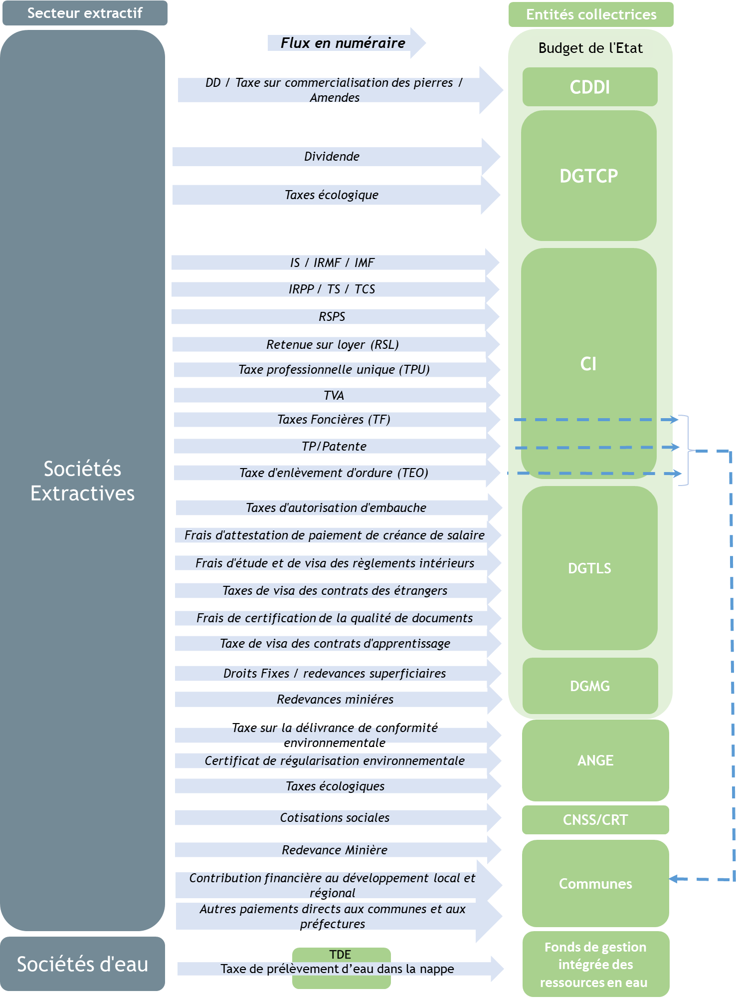 Secteur extractif
Entités collectrices
Flux en numéraire
Budget de l'Etat
DD / Taxe sur commercialisation des pierres /
Amendes
CDDI
Dividende
Taxes écologique
DGTCP
IS / IRMF / IMF
IRPP / TS / TCS
RSPS
Retenue sur loyer (RSL)
Taxe professionnelle unique (TPU)
TVA
Taxes Foncières (TF)
TP/Patente
Taxe d'enlèvement d'ordure (TEO)
CI
Sociétés
Extractives
Taxes d'autorisation d'embauche
Frais d'attestation de paiement de créance de salaire
Frais d'étude et de visa des règlements intérieurs
Taxes de visa des contrats des étrangers
Frais de certification de la qualité de documents
Taxe de visa des contrats d'apprentissage
DGTLS
Droits Fixes / redevances superficiaires
Redevances miniéres
DGMG
Taxe sur la délivrance de conformité
environnementale
Certificat de régularisation environnementale
Taxes écologiques
ANGE
Cotisations sociales
CNSS/CRT
Redevance Minière
Contribution financière au développement local et
régional
Autres paiements directs aux communes et aux
préfectures
Communes
Sociétés d'eau
TDE
Taxe de prélèvement d’eau dans la nappe
Fonds de gestion
intégrée des
ressources en eau